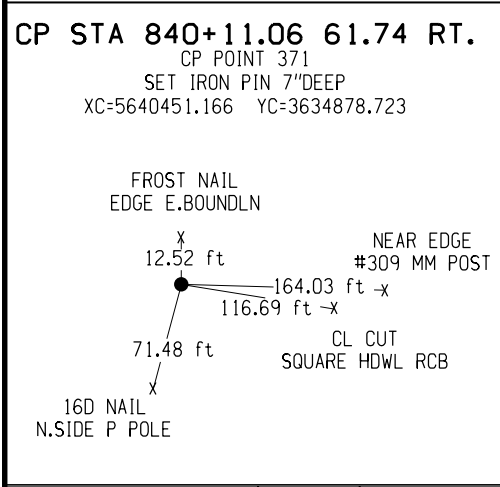 CP STA 840+11.06 61.74 RT.
CP POINT 371
SET IRON PIN 7"DEEP
XC=5640451.166 YC=3634878.723
FROST NAIL
EDGE E.BOUNDLN
X
12.52 ft
NEAR EDGE
#309 MM POST
164.03 ft X
116.69 ft X
CL CUT
SQUARE HDWL RCB
71.48 ft
X
16D NAIL
N.SIDE P POLE